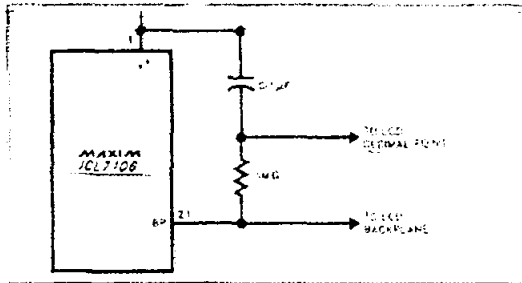 1
V+
MAXIM
ICL7106
0.1µF
TO LCD
DECIMAL POINT
1MΩ
21
BP
TO LCD
BACKPLANE